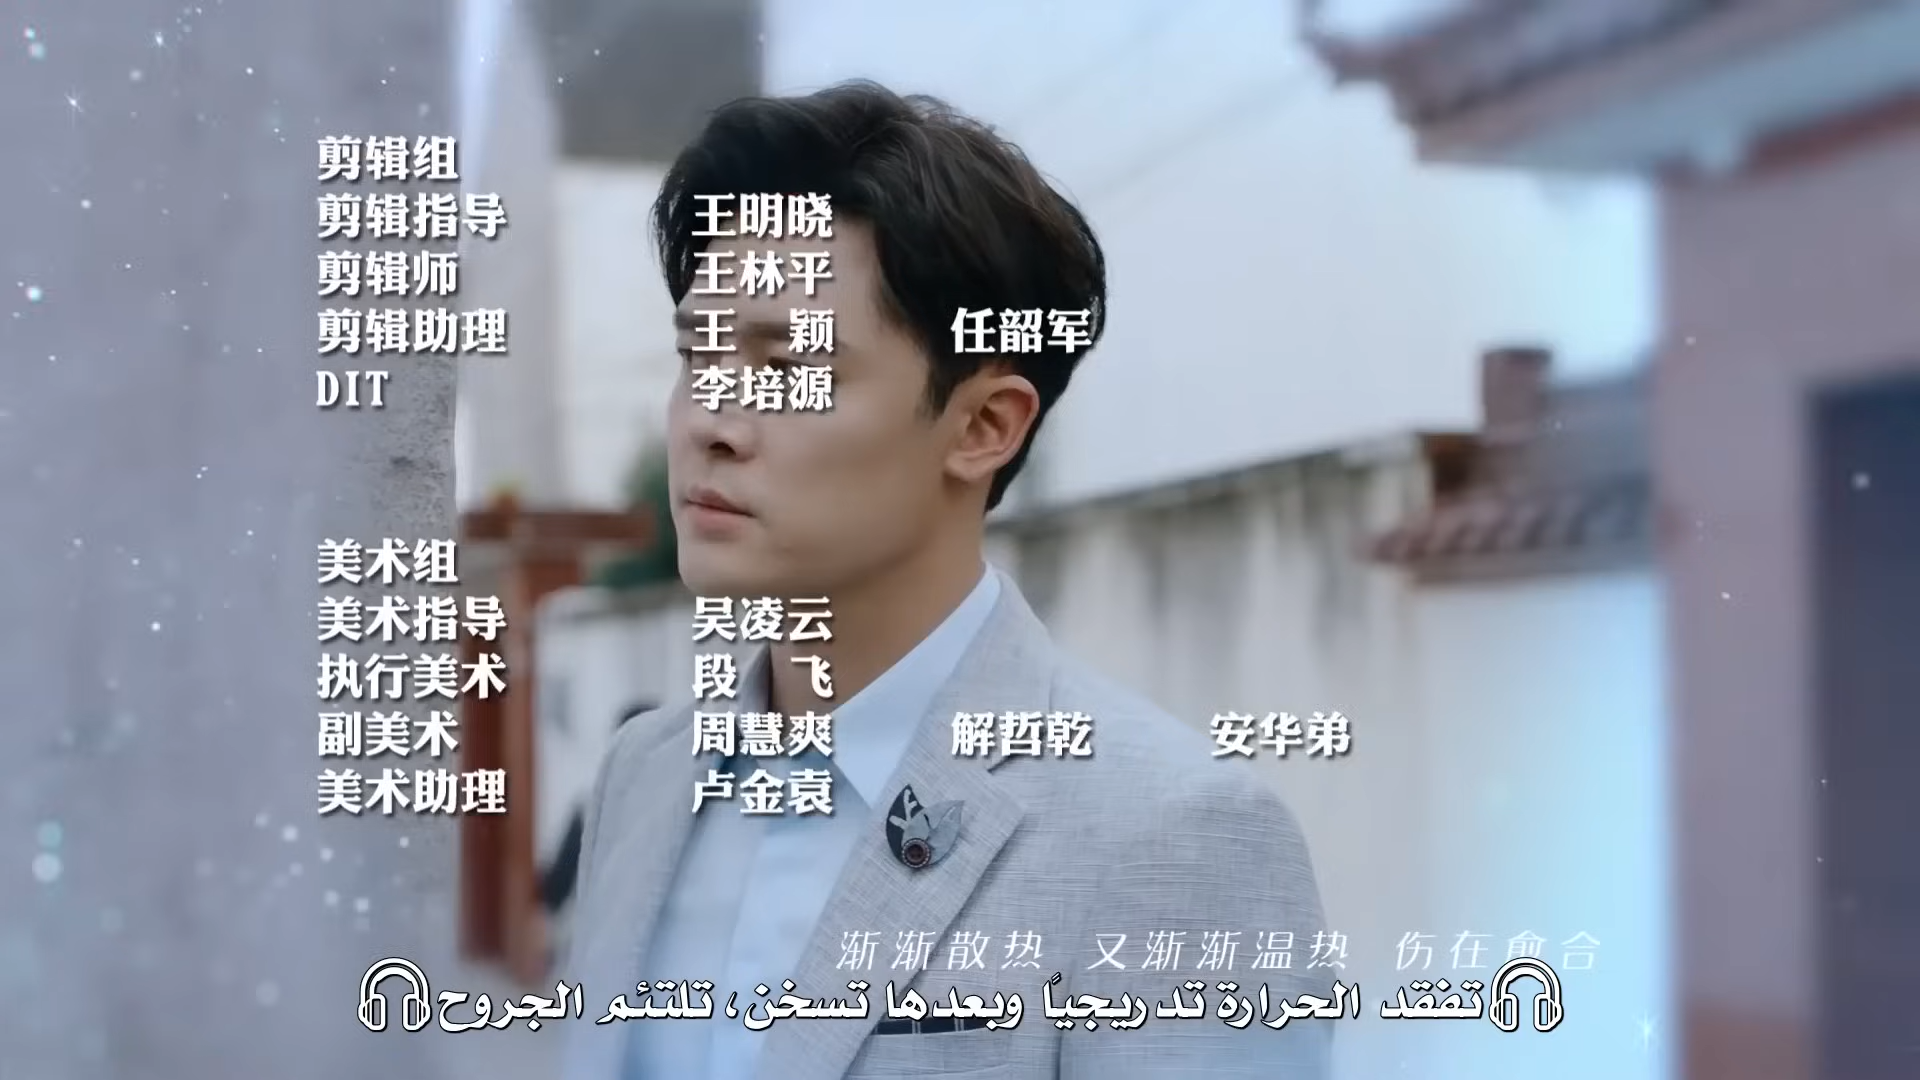 剪辑组
剪辑指导 王明晓
剪辑师 王林平
剪辑助理 王 颖 任韶军
DIT 李培源
美术组
美术指导 吴凌云
执行美术 段 飞
副美术 周慧爽 解哲乾 安华弟
美术助理 卢金袁
渐渐散热 又渐渐温热 伤在愈合
تفقد الحرارة تدريجيًا وبعدها تسخن، تلتئم الجروح